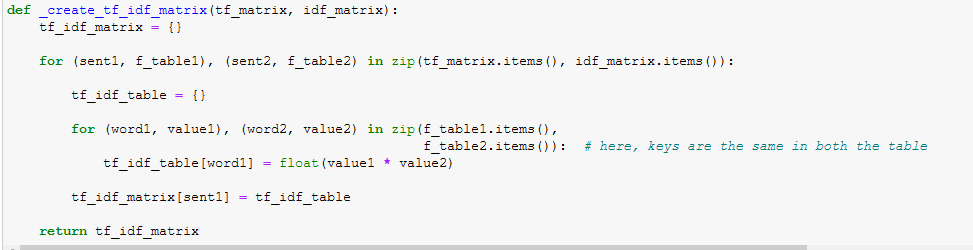 def _create_tf_idf_matrix(tf_matrix, idf_matrix):
    tf_idf_matrix = {}

    for (sent1, f_table1), (sent2, f_table2) in zip(tf_matrix.items(), idf_matrix.items()):

        tf_idf_table = {}

        for (word1, value1), (word2, value2) in zip(f_table1.items(),
                                                    f_table2.items()):  # here, keys are the same in both the table
            tf_idf_table[word1] = float(value1 * value2)

        tf_idf_matrix[sent1] = tf_idf_table

    return tf_idf_matrix